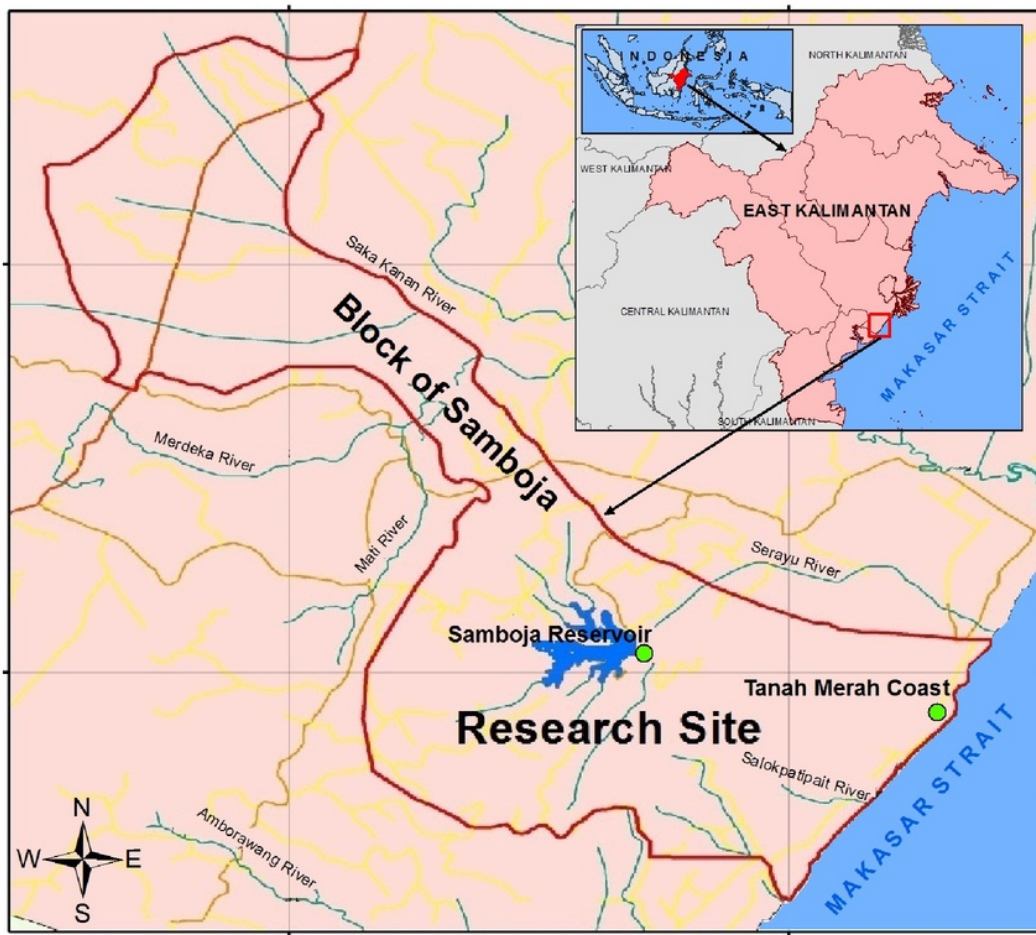 INDONESIA
NORTH KALIMANTAN
WEST KALIMANTAN
EAST KALIMANTAN
CENTRAL KALIMANTAN
SOUTH KALIMANTAN
MAKASAR STRAIT
Saka Kanan River
Block of Samboja
Merdeka River
Mati River
Serayu River
Samboja Reservoir
Tanah Merah Coast
Research Site
Salokpatipait River
MAKASAR STRAIT
Amborawang River
N
W
E
S